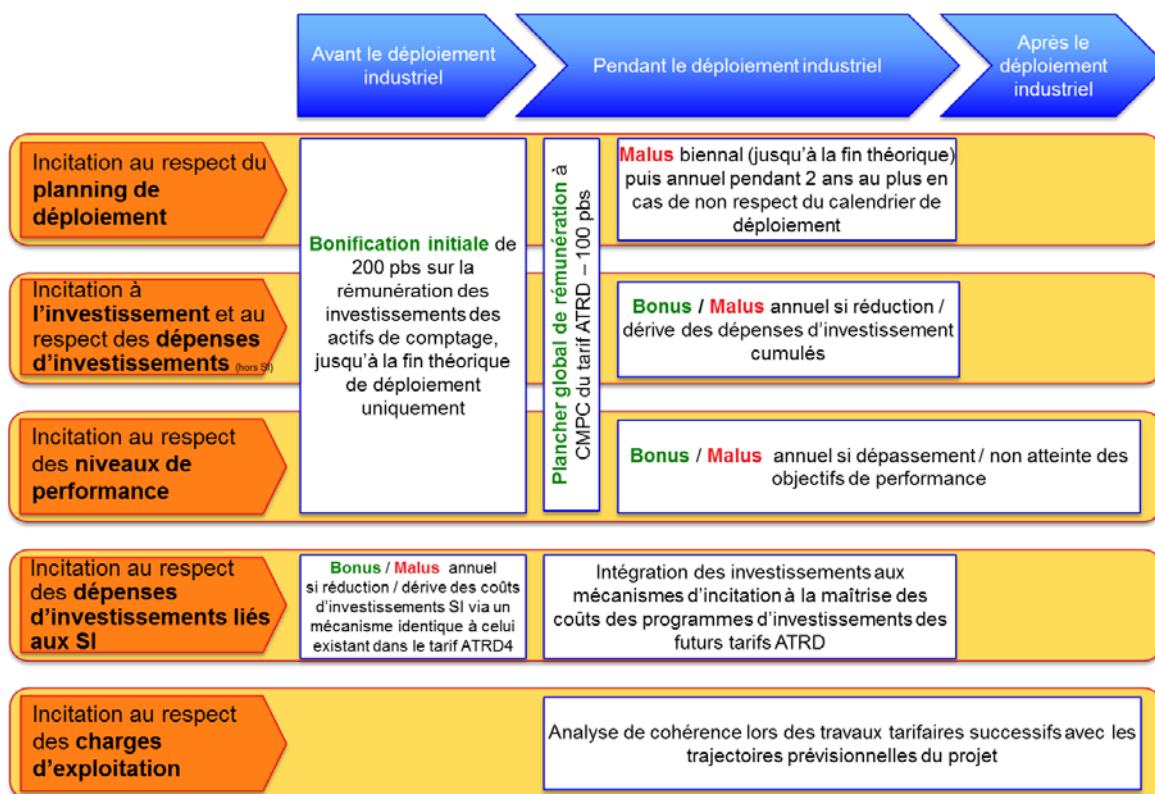 Avant le déploiement
industriel
Pendant le déploiement industriel
Après le
déploiement
industriel
Incitation au respect du
planning de
déploiement
Bonification initiale de
200 pbs sur la
rémunération des
investissements des
actifs de comptage,
jusqu'à la fin théorique
de déploiement
uniquement
Plancher global de rémunération à
CMPC du tarif ATRD – 100 pbs
Malus biennal (jusqu'à la fin théorique)
puis annuel pendant 2 ans au plus en
cas de non respect du calendrier de
déploiement
Incitation à
l'investissement et au
respect des dépenses
d'investissements (hors SI)
Bonus / Malus annuel si réduction /
dérive des dépenses d'investissement
cumulés
Incitation au respect
des niveaux de
performance
Bonus / Malus annuel si dépassement / non atteinte des
objectifs de performance
Incitation au respect
des dépenses
d'investissements liés
aux SI
Bonus / Malus annuel
si réduction / dérive des coûts
d'investissements SI via un
mécanisme identique à celui
existant dans le tarif ATRD4
Intégration des investissements aux
mécanismes d'incitation à la maîtrise des
coûts des programmes d'investissements des
futurs tarifs ATRD
Incitation au respect
des charges
d'exploitation
Analyse de cohérence lors des travaux tarifaires successifs avec les
trajectoires prévisionnelles du projet